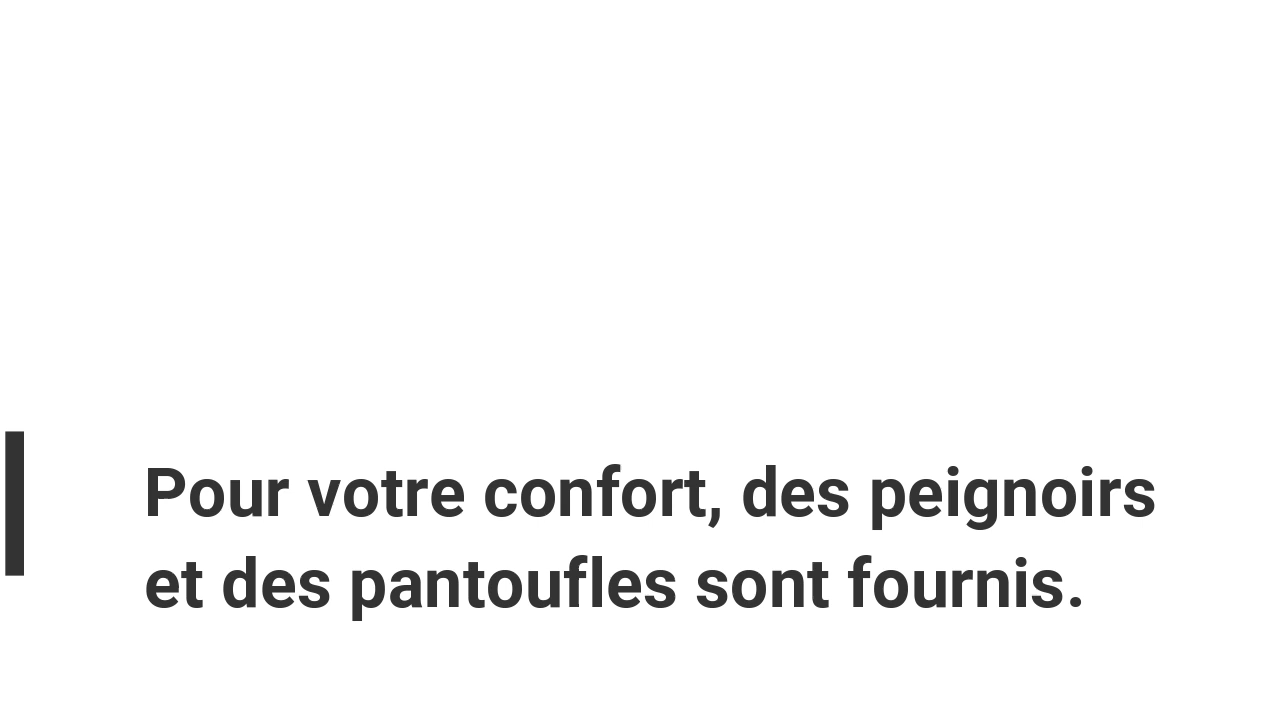 Pour votre confort, des peignoirs
et des pantoufles sont fournis.